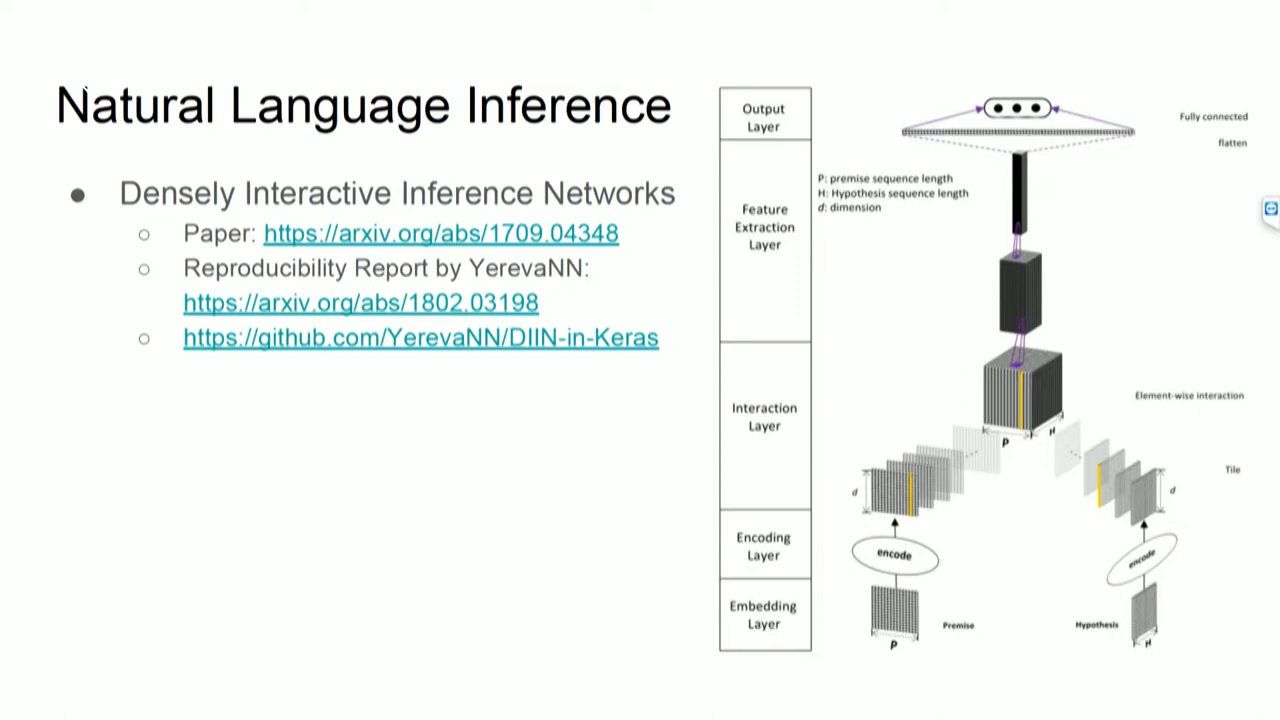 Natural Language Inference
● Densely Interactive Inference Networks
○ Paper: https://arxiv.org/abs/1709.04348
○ Reproducibility Report by YerevaNN:
https://arxiv.org/abs/1802.03198
○ https://github.com/YerevaNN/DIIN-in-Keras
Output
Layer
Fully connected
flatten
P: premise sequence length
H: Hypothesis sequence length
d: dimension
Feature
Extraction
Layer
Interaction
Layer
Element-wise interaction
P
H
Tile
d
d
Encoding
Layer
encode
encode
Embedding
Layer
Premise
Hypothesis
P
H